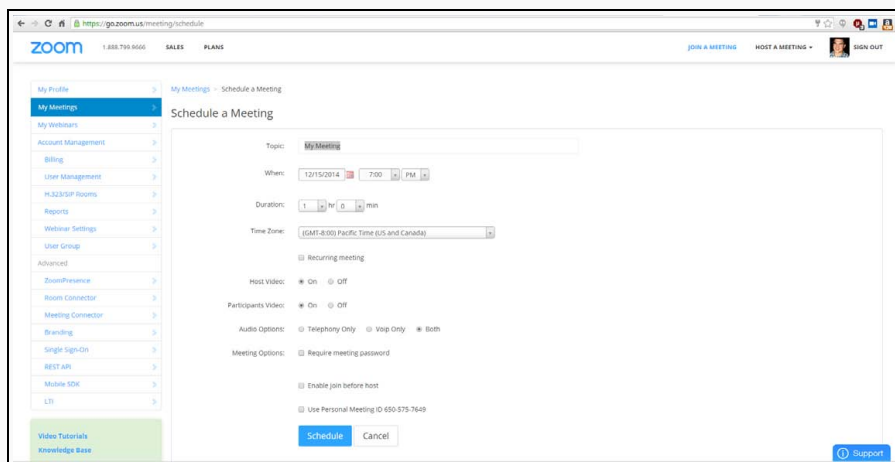 https://go.zoom.us/meeting/schedule
zoom 1.888.799.9666 SALES PLANS JOIN A MEETING HOST A MEETING SIGN OUT
My Profile
My Meetings
My Webinars
Account Management
Billing
User Management
H.323/SIP Rooms
Reports
Webinar Settings
User Group
Advanced
ZoomPresence
Room Connector
Meeting Connector
Branding
Single Sign-On
REST API
Mobile SDK
LTI
Video Tutorials
Knowledge Base
My Meetings > Schedule a Meeting
Schedule a Meeting
Topic: My Meeting
When: 12/15/2014 7:00 PM
Duration: 1 hr 0 min
Time Zone: (GMT-8:00) Pacific Time (US and Canada)
Recurring meeting
Host Video: On Off
Participants Video: On Off
Audio Options: Telephony Only Voip Only Both
Meeting Options: Require meeting password
Enable join before host
Use Personal Meeting ID 650-575-7649
Schedule Cancel
Support